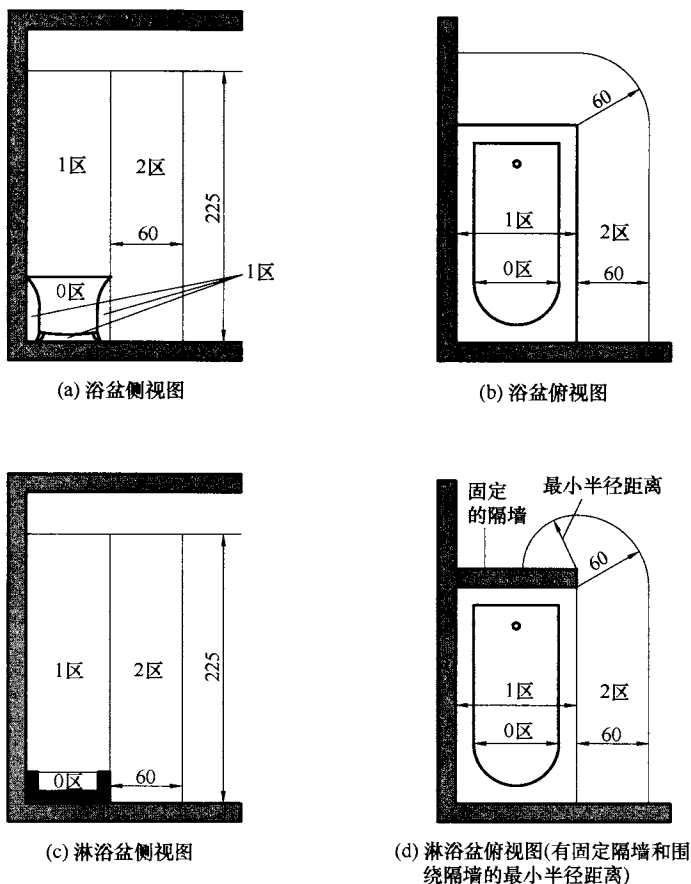 1区
2区
225
60
0区
1区
(a) 浴盆侧视图
60
1区
2区
0区
60
(b) 浴盆俯视图
1区
2区
225
0区
60
(c) 淋浴盆侧视图
固定
的隔墙
最小半径距离
60
1区
2区
0区
60
(d) 淋浴盆俯视图(有固定隔墙和围
绕隔墙的最小半径距离)